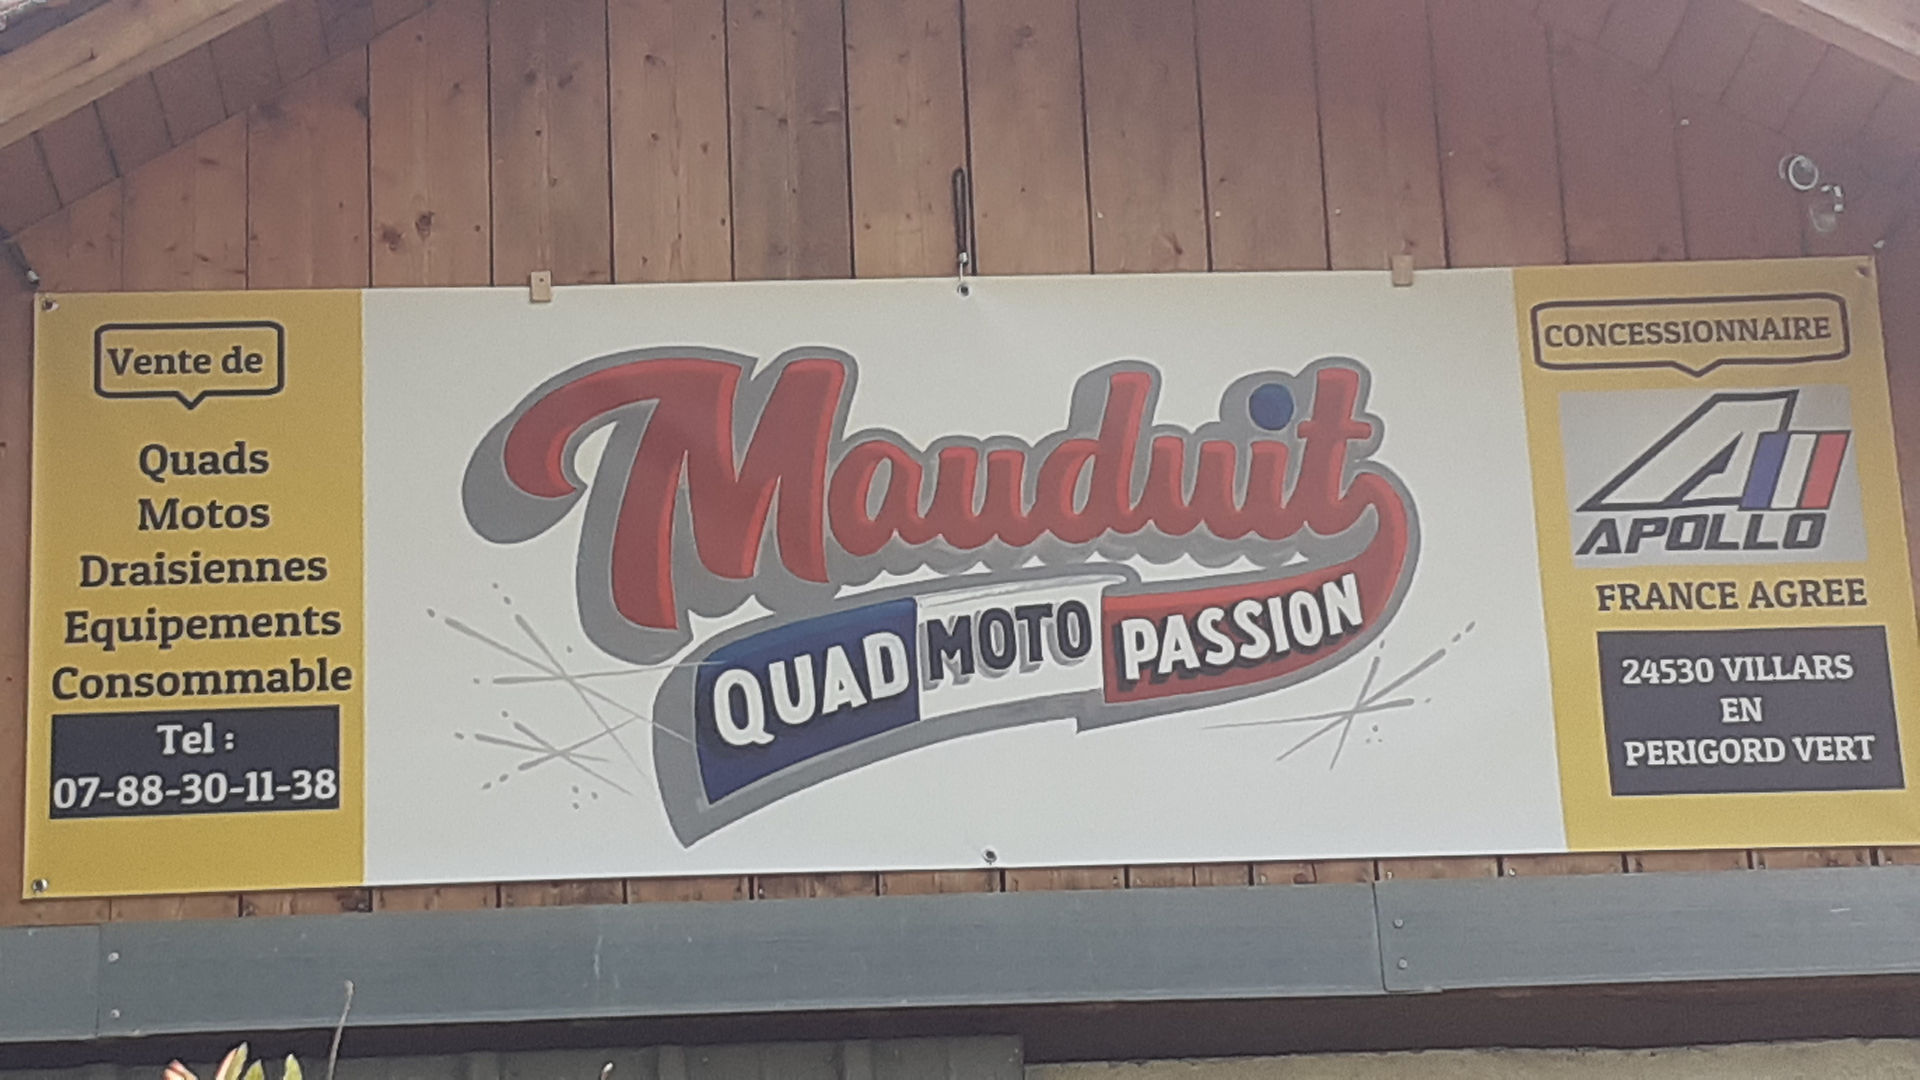 Vente de
Quads
Motos
Draisiennes
Equipements
Consommable
Tel :
07-88-30-11-38
Mauduit
QUAD MOTO PASSION
CONCESSIONNAIRE
APOLLO
FRANCE AGREE
24530 VILLARS
EN
PERIGORD VERT